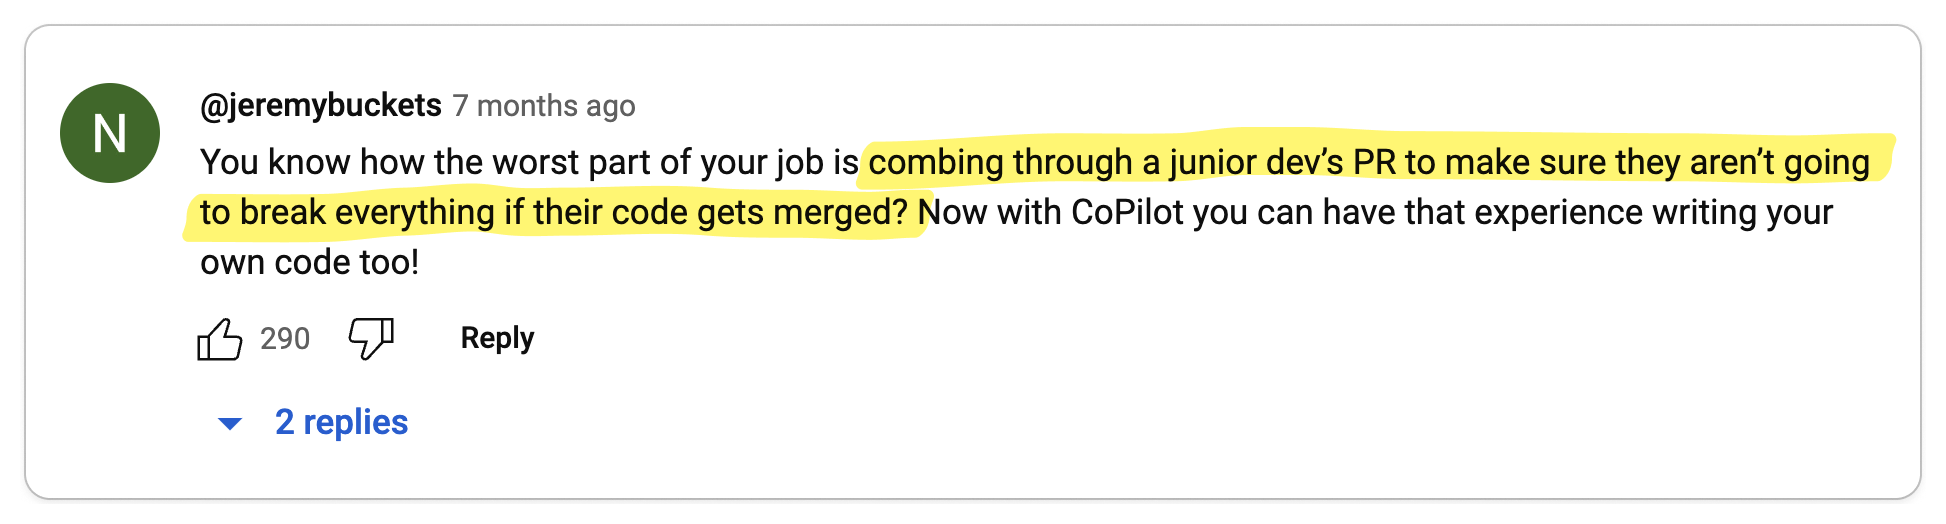 N
@jeremybuckets 7 months ago
You know how the worst part of your job is combing through a junior dev’s PR to make sure they aren’t going
to break everything if their code gets merged? Now with CoPilot you can have that experience writing your
own code too!
290 Reply
2 replies